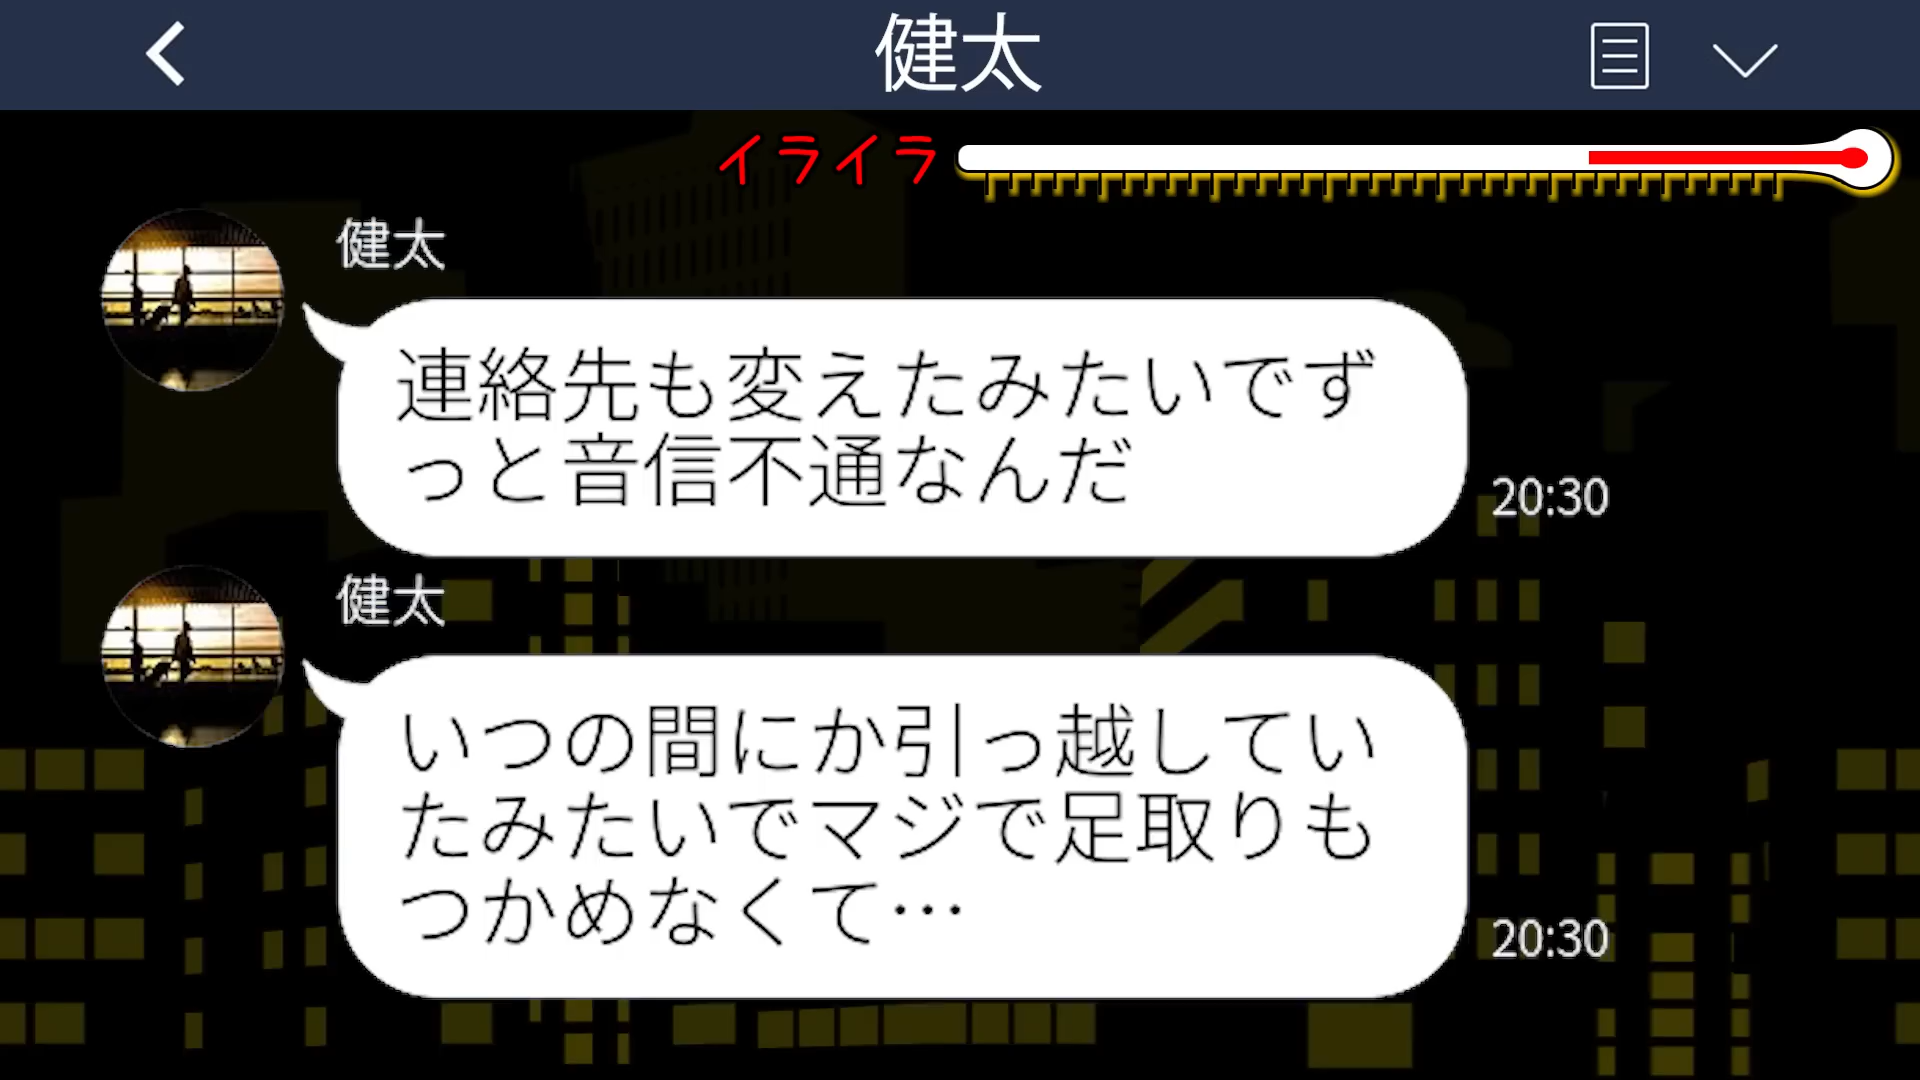 健太
イライラ
健太
連絡先も変えたみたいでず
っと音信不通なんだ
20:30
健太
いつの間にか引っ越してい
たみたいでマジで足取りも
つかめなくて…
20:30